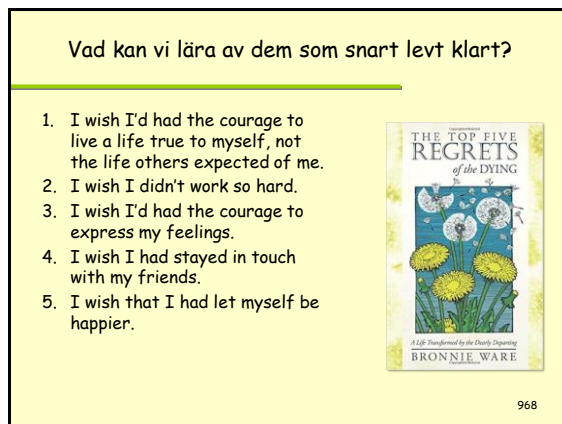 Vad kan vi lära av dem som snart levt klart?
1. I wish I'd had the courage to
live a life true to myself, not
the life others expected of me.
2. I wish I didn't work so hard.
3. I wish I'd had the courage to
express my feelings.
4. I wish I had stayed in touch
with my friends.
5. I wish that I had let myself be
happier.
THE TOP FIVE
REGRETS
of the DYING
A Life Transformed by the Dearly Departing
BRONNIE WARE
968